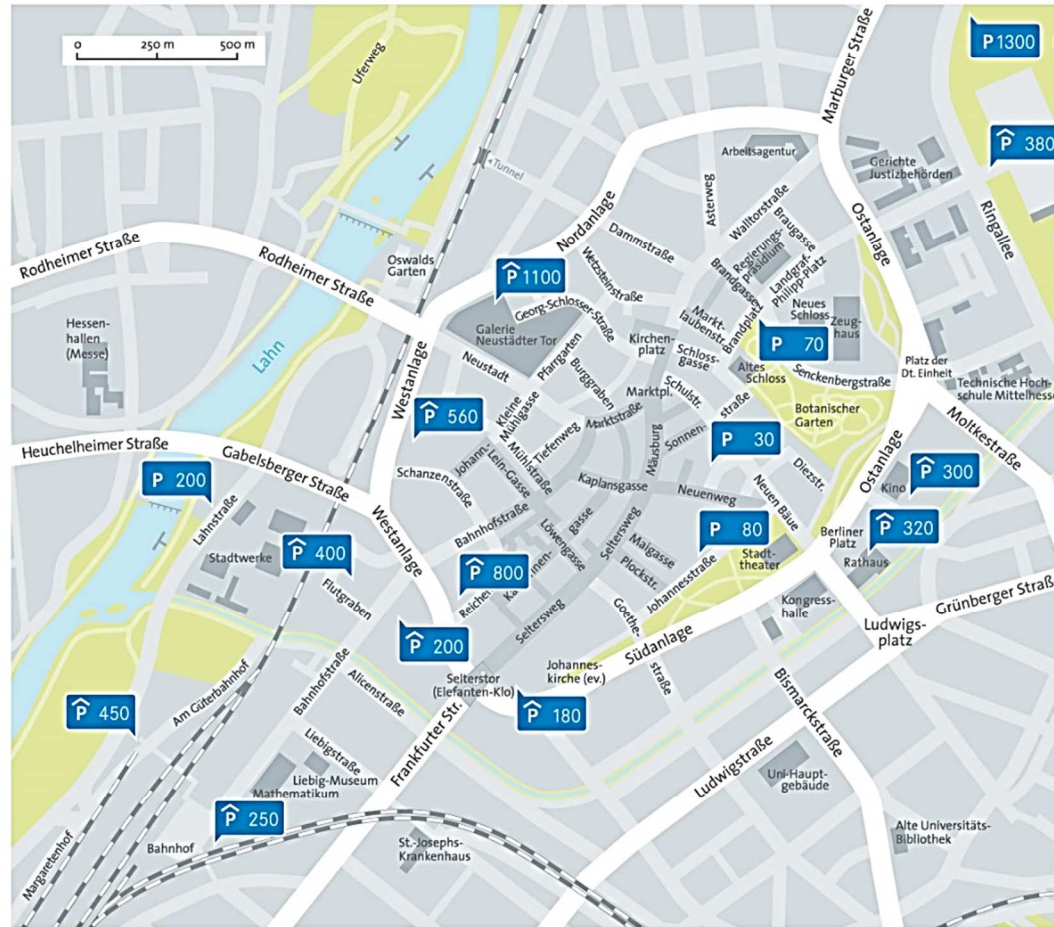 0 250 m 500 m
Uferweg
Marburger Straße
P 1300
Tunnel
Arbeitsagentur
Gerichte
Justizbehörden
P 380
Rodheimer Straße
Rodheimer Straße
Oswalds
Garten
Nordanlage
Dammstraße
Asterweg
Walltorstraße
Braugasse
Regierungs-
präsidium
Landgraf-
Philipp-Platz
Brandgasse
Ostanlage
Ringallee
P 1100
Wetzsteinstraße
Georg-Schlosser-Straße
Hessen-
hallen
(Messe)
Lahn
Galerie
Neustädter Tor
Kirchen-
platz
Markt-
laubenstr.
Brandplatz
Neues
Schloss
Zeug-
haus
P 70
Westanlage
Neustadt
Pfarrgarten
Burggraben
Schloss-
gasse
Altes
Schloss
Senckenbergstraße
Platz der
Dt. Einheit
Technische Hoch-
schule Mittelhesse
P 560
Kleine
Mühlgasse
Marktpl.
Schulstr.
Marktstraße
Sonnen-
straße
Botanischer
Garten
Moltkestraße
Heuchelheimer Straße
Gabelsberger Straße
P 200
Schanzenstraße
Johann-
Lein-Gasse
Mühlstraße
Tiefenweg
Mäusburg
P 30
Diezstr.
Ostanlage
Kino
P 300
Kaplansgasse
Neuenweg
Neuen Bäue
Lahnstraße
Stadtwerke
P 400
Westanlage
Bahnhofstraße
Löwengasse
gasse
Seltersweg
Maigasse
Plockstr.
P 80
Stadt-
theater
Berliner
Platz
P 320
Rathaus
Flutgraben
P 800
Johannesstraße
Goethe-
straße
Kongress-
halle
Ludwigs-
platz
Grünberger Straße
P 200
Seltersweg
Südanlage
Selterstor
(Elefanten-Klo)
Johannes-
kirche (ev.)
P 180
Am Güterbahnhof
Bahnhofstraße
Alicenstraße
Frankfurter Str.
P 450
Liebigstraße
Liebig-Museum
Mathematikum
Bismarckstraße
Ludwigstraße
Uni-Haupt-
gebäude
P 250
Margaretenhof
Bahnhof
St.-Josephs-
Krankenhaus
Alte Universitäts-
Bibliothek